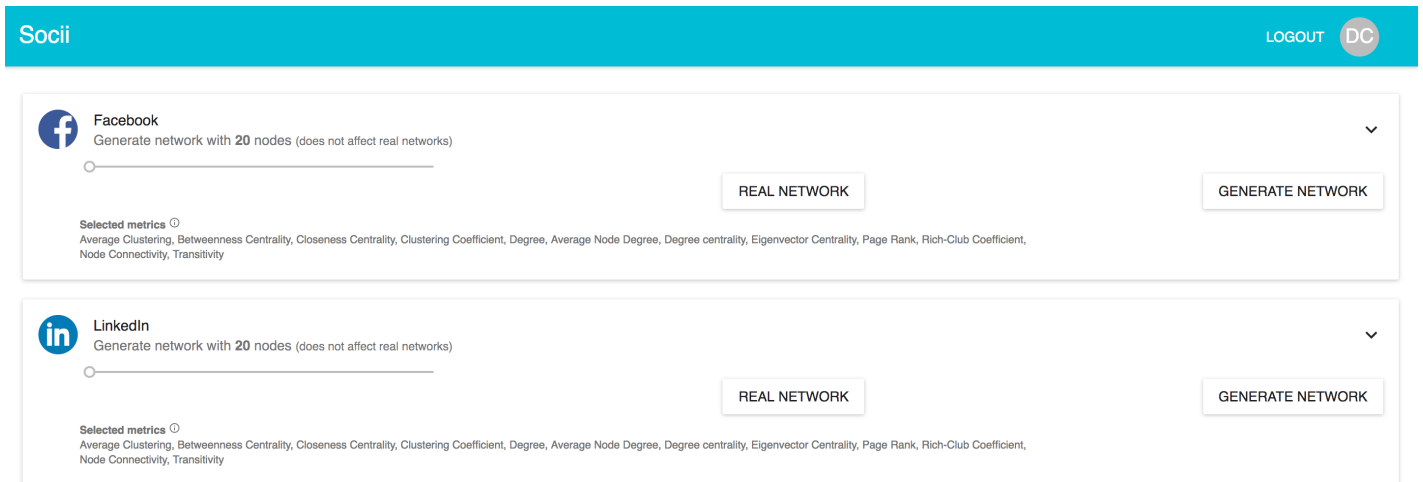 Socii
LOGOUT DC
Facebook
Generate network with 20 nodes (does not affect real networks)
REAL NETWORK
GENERATE NETWORK
Selected metrics
Average Clustering, Betweenness Centrality, Closeness Centrality, Clustering Coefficient, Degree, Average Node Degree, Degree centrality, Eigenvector Centrality, Page Rank, Rich-Club Coefficient,
Node Connectivity, Transitivity
in
LinkedIn
Generate network with 20 nodes (does not affect real networks)
REAL NETWORK
GENERATE NETWORK
Selected metrics
Average Clustering, Betweenness Centrality, Closeness Centrality, Clustering Coefficient, Degree, Average Node Degree, Degree centrality, Eigenvector Centrality, Page Rank, Rich-Club Coefficient,
Node Connectivity, Transitivity